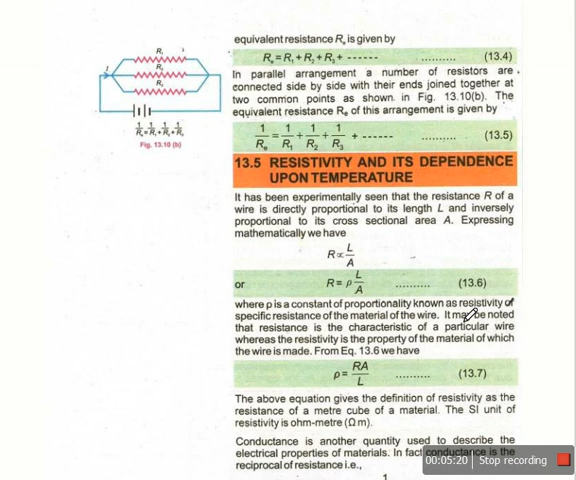 R₁
R₂
R₃
I
1/Rₑ = 1/R₁ + 1/R₂ + 1/R₃
Fig. 13.10 (b)
equivalent resistance Rₑ is given by
Rₑ = R₁ + R₂ + R₃ + ------ .......... (13.4)
In parallel arrangement a number of resistors are
connected side by side with their ends joined together at
two common points as shown in Fig. 13.10(b). The
equivalent resistance Rₑ of this arrangement is given by
1/Rₑ = 1/R₁ + 1/R₂ + 1/R₃ + ------ .......... (13.5)
13.5 RESISTIVITY AND ITS DEPENDENCE
UPON TEMPERATURE
It has been experimentally seen that the resistance R of a
wire is directly proportional to its length L and inversely
proportional to its cross sectional area A. Expressing
mathematically we have
R ∝ L/A
or R = ρ L/A .......... (13.6)
where ρ is a constant of proportionality known as resistivity or
specific resistance of the material of the wire. It may be noted
that resistance is the characteristic of a particular wire
whereas the resistivity is the property of the material of which
the wire is made. From Eq. 13.6 we have
ρ = RA/L .......... (13.7)
The above equation gives the definition of resistivity as the
resistance of a metre cube of a material. The SI unit of
resistivity is ohm-metre (Ω m).
Conductance is another quantity used to describe the
electrical properties of materials. In fact conductance is the
reciprocal of resistance i.e.,
1
00:05:20 Stop recording